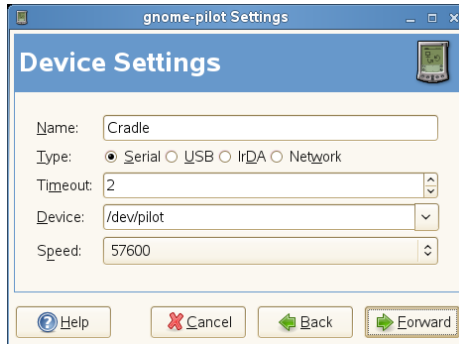 gnome-pilot Settings
Device Settings
Name: Cradle
Type: Serial USB IrDA Network
Timeout: 2
Device: /dev/pilot
Speed: 57600
Help Cancel Back Forward